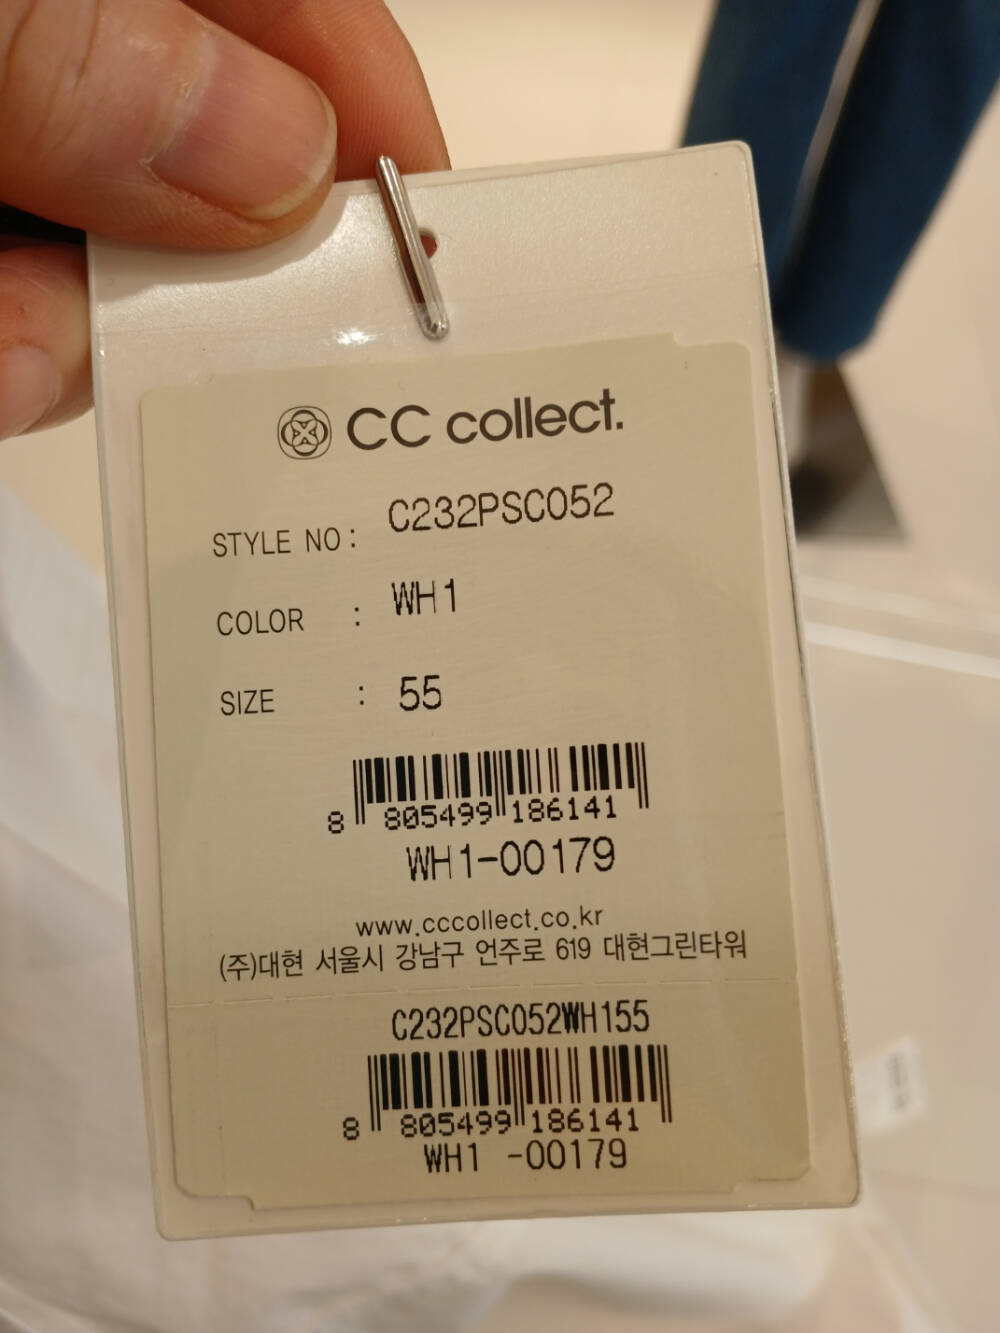 CC collect.
STYLE NO : C232PSC052
COLOR : WH1
SIZE : 55
8 805499 186141
WH1-00179
www.cccollect.co.kr
(주)대현 서울시 강남구 언주로 619 대현그린타워
C232PSC052WH155
8 805499 186141
WH1 -00179